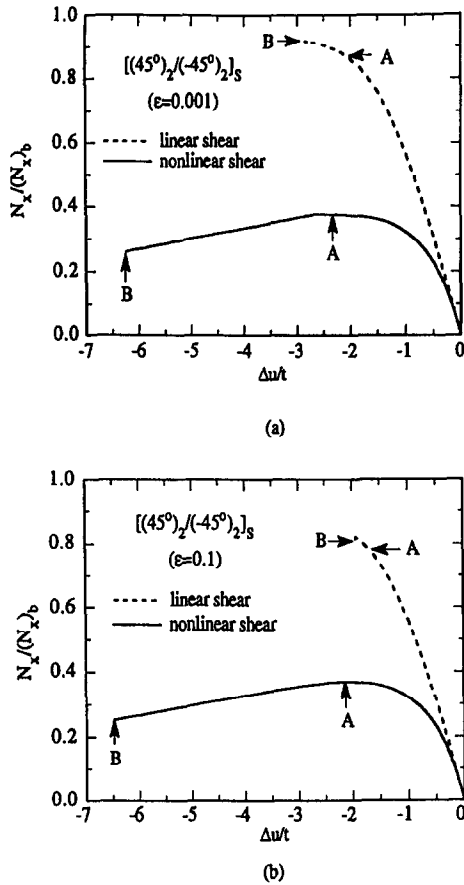 1.0
B
A
[(45°)₂/(-45°)₂]ₛ
0.8
(ε=0.001)
linear shear
nonlinear shear
0.6
Nₓ/(Nₓ)b
0.4
0.2
A
B
0.0
-7 -6 -5 -4 -3 -2 -1 0
Δu/t
(a)
1.0
[(45°)₂/(-45°)₂]ₛ
B
A
0.8
(ε=0.1)
linear shear
nonlinear shear
0.6
Nₓ/(Nₓ)b
0.4
0.2
A
B
0.0
-7 -6 -5 -4 -3 -2 -1 0
Δu/t
(b)